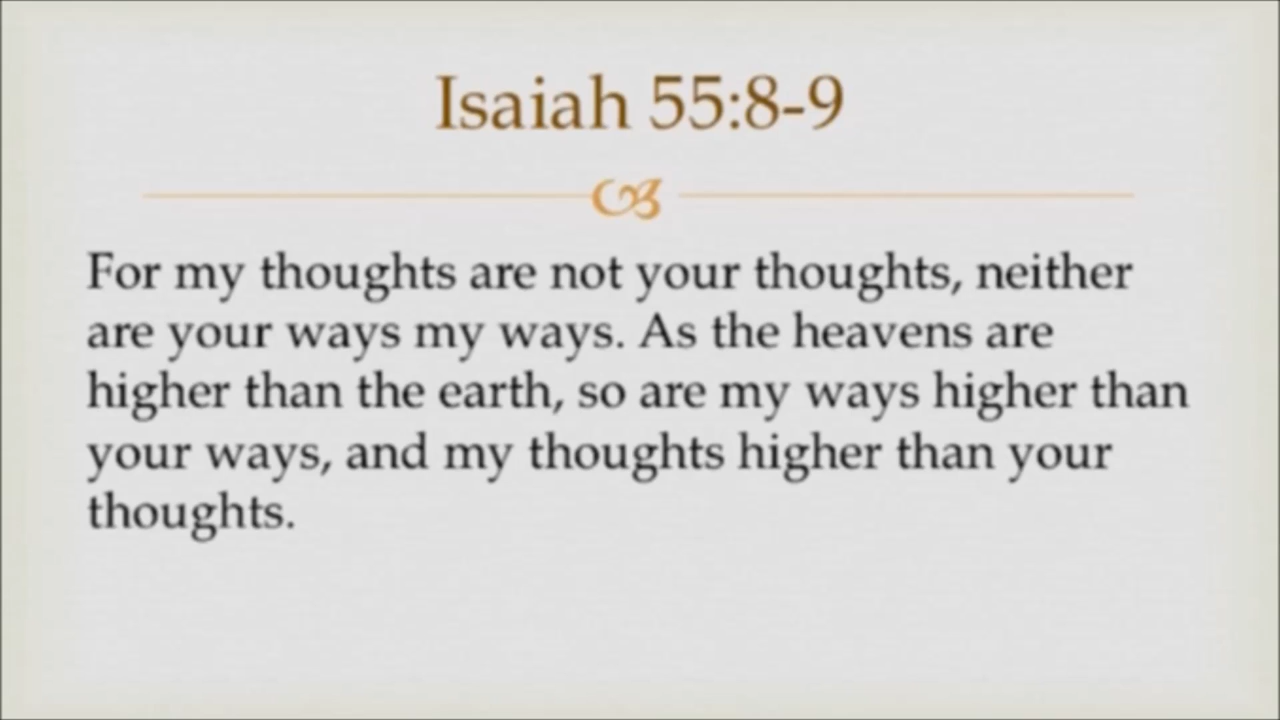 Isaiah 55:8-9
For my thoughts are not your thoughts, neither
are your ways my ways. As the heavens are
higher than the earth, so are my ways higher than
your ways, and my thoughts higher than your
thoughts.